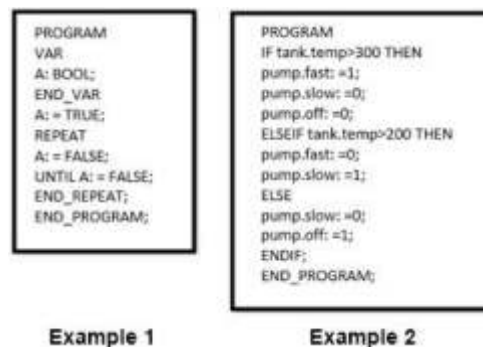 PROGRAM
VAR
A: BOOL;
END_VAR
A: = TRUE;
REPEAT
A: = FALSE;
UNTIL A: = FALSE;
END_REPEAT;
END_PROGRAM;
Example 1
PROGRAM
IF tank.temp>300 THEN
pump.fast: =1;
pump.slow: =0;
pump.off: =0;
ELSEIF tank.temp>200 THEN
pump.fast: =0;
pump.slow: =1;
ELSE
pump.slow: =0;
pump.off: =1;
ENDIF;
END_PROGRAM;
Example 2